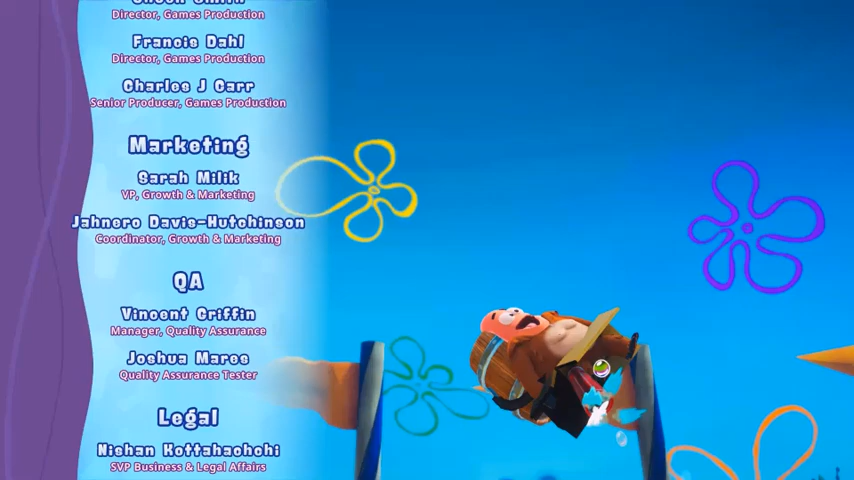 Director, Games Production
Francis Dahl
Director, Games Production
Charles J Carr
Senior Producer, Games Production
Marketing
Sarah Milik
VP, Growth & Marketing
Jahnero Davis-Hutchinson
Coordinator, Growth & Marketing
QA
Vincent Griffin
Manager, Quality Assurance
Joshua Mares
Quality Assurance Tester
Legal
Nishan Kottahachchi
SVP Business & Legal Affairs